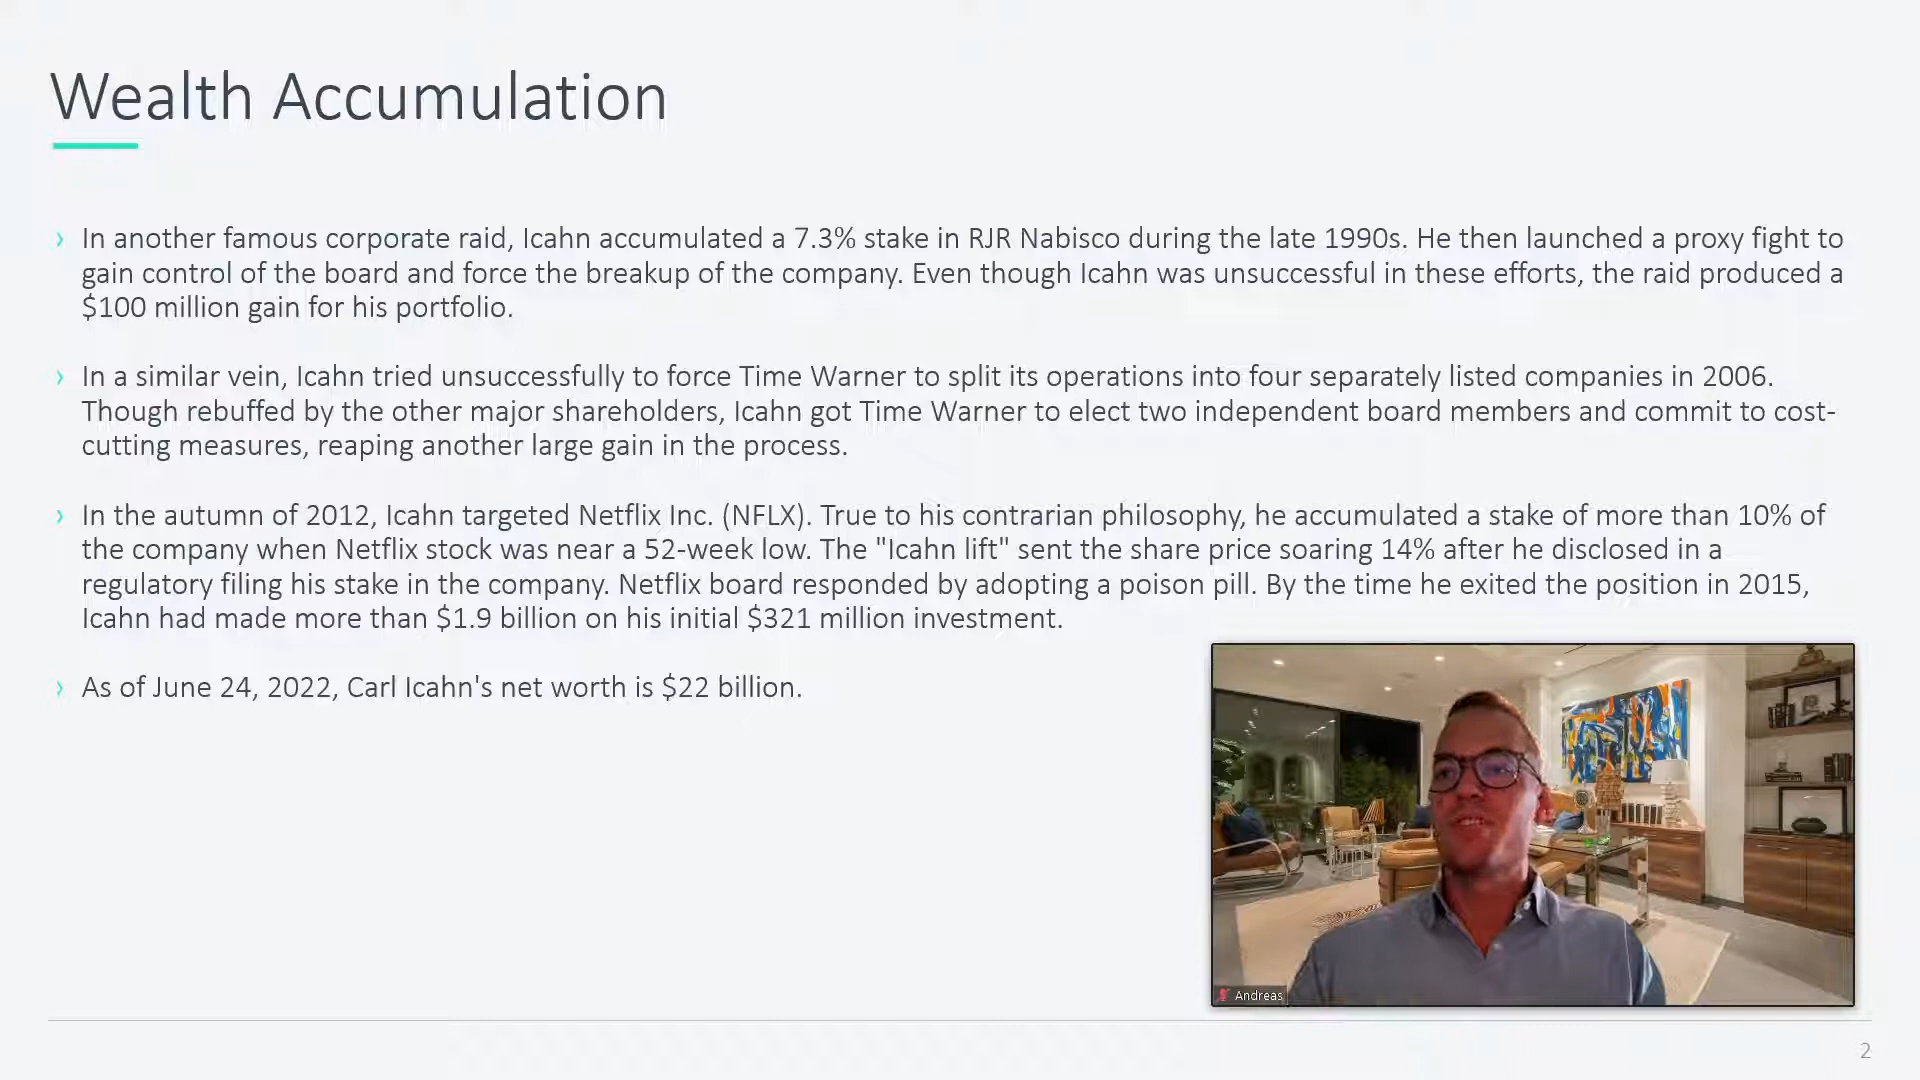 Wealth Accumulation
› In another famous corporate raid, Icahn accumulated a 7.3% stake in RJR Nabisco during the late 1990s. He then launched a proxy fight to
gain control of the board and force the breakup of the company. Even though Icahn was unsuccessful in these efforts, the raid produced a
$100 million gain for his portfolio.
› In a similar vein, Icahn tried unsuccessfully to force Time Warner to split its operations into four separately listed companies in 2006.
Though rebuffed by the other major shareholders, Icahn got Time Warner to elect two independent board members and commit to cost-
cutting measures, reaping another large gain in the process.
› In the autumn of 2012, Icahn targeted Netflix Inc. (NFLX). True to his contrarian philosophy, he accumulated a stake of more than 10% of
the company when Netflix stock was near a 52-week low. The "Icahn lift" sent the share price soaring 14% after he disclosed in a
regulatory filing his stake in the company. Netflix board responded by adopting a poison pill. By the time he exited the position in 2015,
Icahn had made more than $1.9 billion on his initial $321 million investment.
› As of June 24, 2022, Carl Icahn's net worth is $22 billion.
Andreas
2